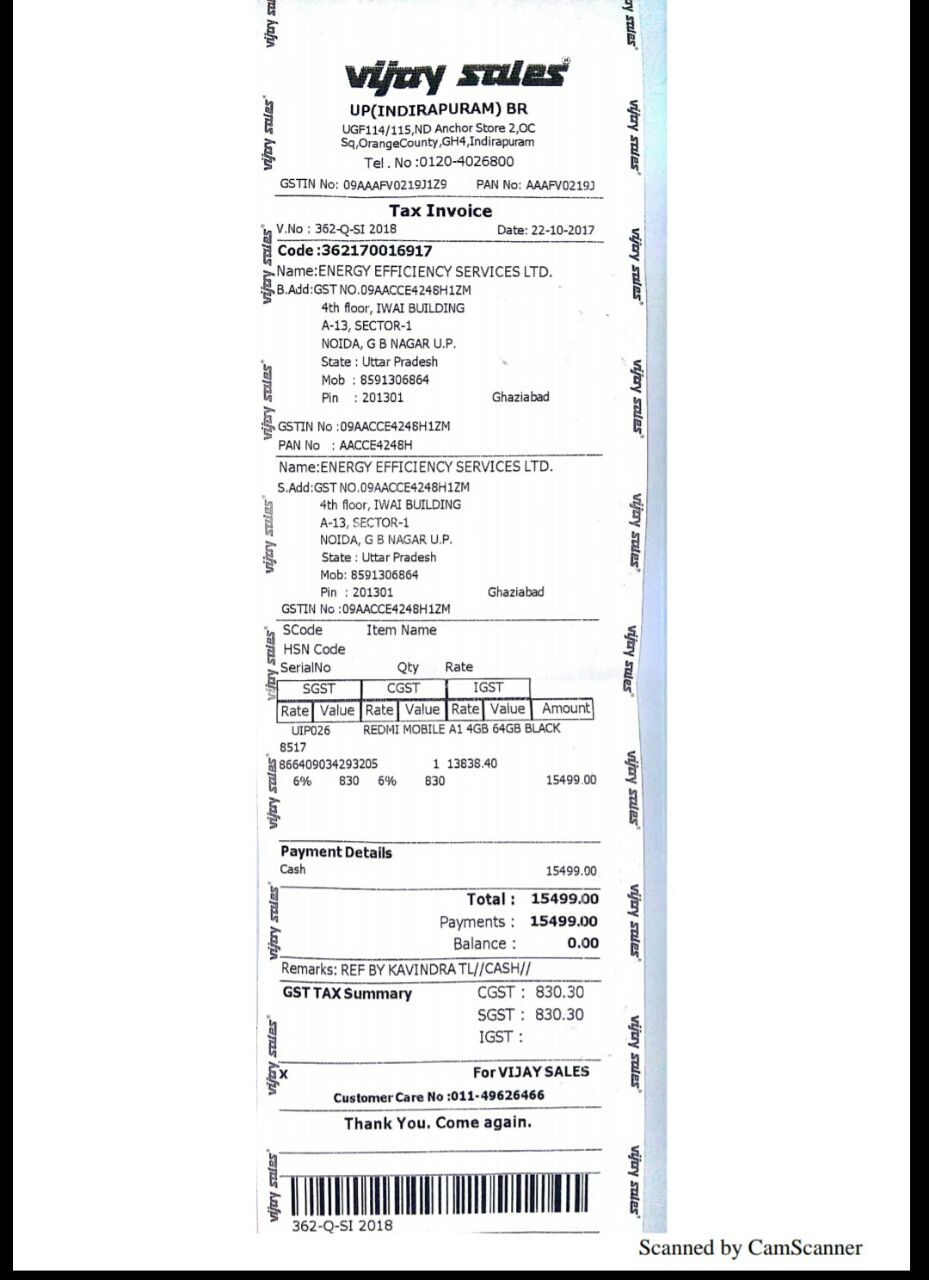 vijay sales®
UP(INDIRAPURAM) BR
UGF114/115,ND Anchor Store 2,OC
Sq,OrangeCounty,GH4,Indirapuram
Tel . No :0120-4026800
GSTIN No: 09AAAFV0219J1Z9 PAN No: AAAFV0219J
Tax Invoice
V.No : 362-Q-SI 2018 Date: 22-10-2017
Code :362170016917
Name:ENERGY EFFICIENCY SERVICES LTD.
B.Add:GST NO.09AACCE4248H1ZM
4th floor, IWAI BUILDING
A-13, SECTOR-1
NOIDA, G B NAGAR U.P.
State : Uttar Pradesh
Mob : 8591306864
Pin : 201301 Ghaziabad
GSTIN No :09AACCE4248H1ZM
PAN No : AACCE4248H
Name:ENERGY EFFICIENCY SERVICES LTD.
S.Add:GST NO.09AACCE4248H1ZM
4th floor, IWAI BUILDING
A-13, SECTOR-1
NOIDA, G B NAGAR U.P.
State : Uttar Pradesh
Mob: 8591306864
Pin : 201301 Ghaziabad
GSTIN No :09AACCE4248H1ZM
SCode Item Name
HSN Code
SerialNo Qty Rate
SGST CGST IGST
Rate Value Rate Value Rate Value Amount
UIP026 REDMI MOBILE A1 4GB 64GB BLACK
8517
866409034293205 1 13838.40
6% 830 6% 830 15499.00
Payment Details
Cash 15499.00
Total : 15499.00
Payments : 15499.00
Balance : 0.00
Remarks: REF BY KAVINDRA TL//CASH//
GST TAX Summary CGST : 830.30
SGST : 830.30
IGST :
X For VIJAY SALES
Customer Care No :011-49626466
Thank You. Come again.
362-Q-SI 2018
Scanned by CamScanner